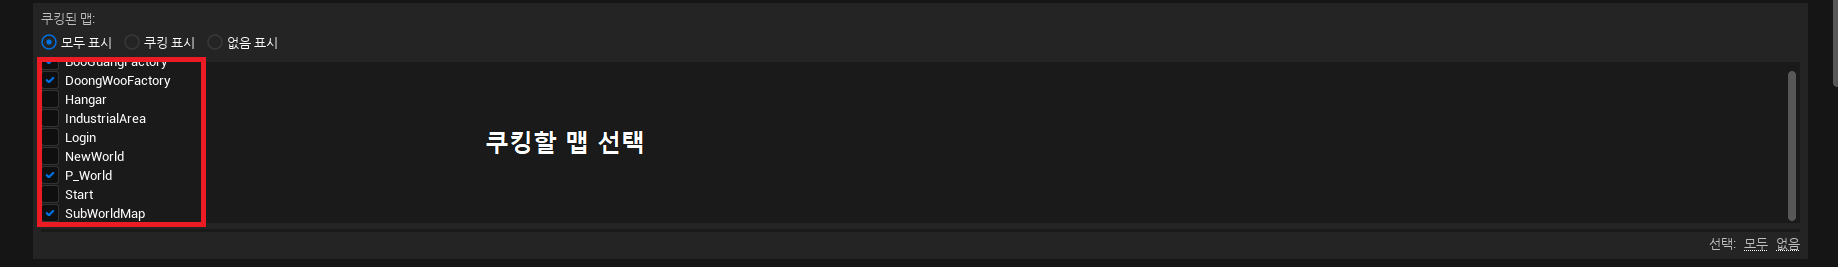 쿠킹된 맵:
모두 표시 쿠킹 표시 없음 표시
BooGuangFactory
DoongWooFactory
Hangar
IndustrialArea
Login
NewWorld
P_World
Start
SubWorldMap
쿠킹할 맵 선택
선택: 모두 없음